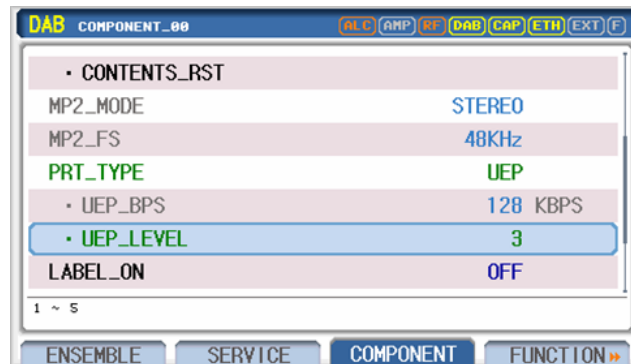 DAB COMPONENT_00 ALC AMP RF DAB CAP ETH EXT F
· CONTENTS_RST
MP2_MODE STEREO
MP2_FS 48KHz
PRT_TYPE UEP
· UEP_BPS 128 KBPS
· UEP_LEVEL 3
LABEL_ON OFF
1 ~ 5
ENSEMBLE SERVICE COMPONENT FUNCTION